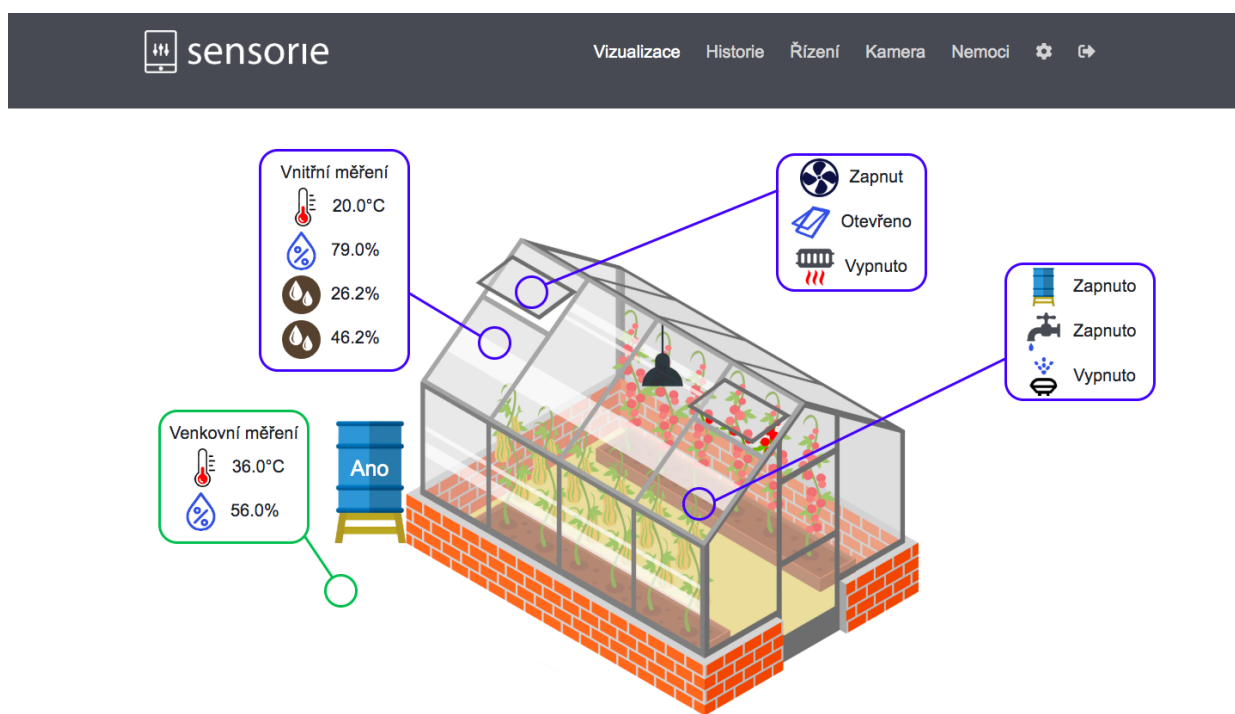 sensorie
Vizualizace Historie Řízení Kamera Nemoci
Vnitřní měření
20.0°C
79.0%
26.2%
46.2%
Zapnut
Otevřeno
Vypnuto
Zapnuto
Zapnuto
Vypnuto
Venkovní měření
36.0°C
56.0%
Ano